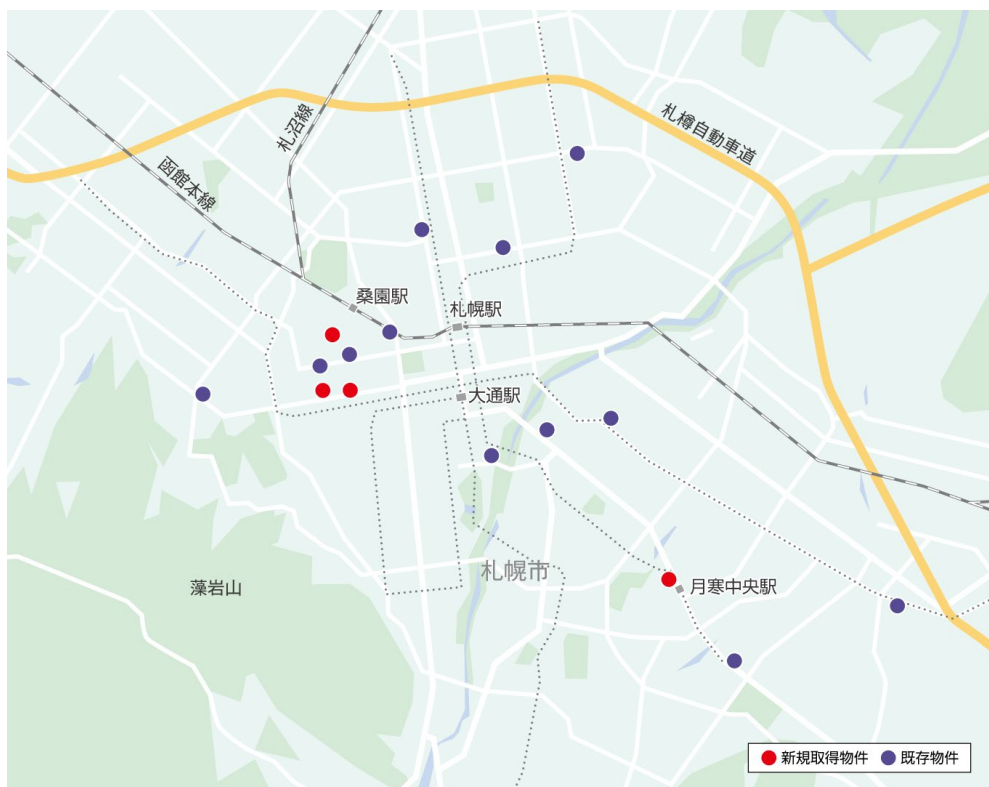 札沼線
札樽自動車道
函館本線
桑園駅
札幌駅
大通駅
札幌市
藻岩山
月寒中央駅
新規取得物件
既存物件